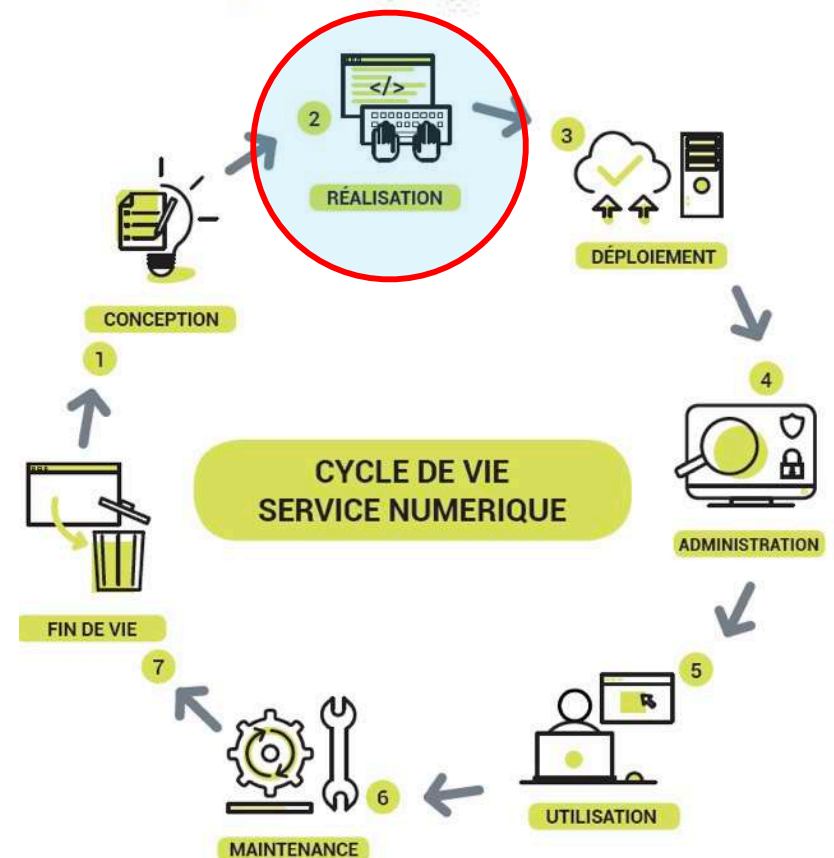 </>
2
RÉALISATION
3
DÉPLOIEMENT
CONCEPTION
1
4
CYCLE DE VIE
SERVICE NUMERIQUE
ADMINISTRATION
FIN DE VIE
7
5
UTILISATION
6
MAINTENANCE